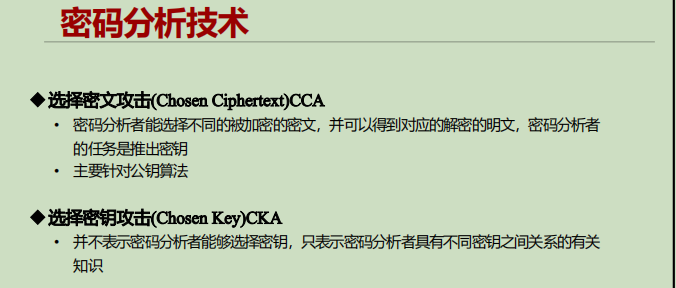 密码分析技术
◆选择密文攻击(Chosen Ciphertext)CCA
• 密码分析者能选择不同的被加密的密文，并可以得到对应的解密的明文，密码分析者
的任务是推出密钥
• 主要针对公钥算法
◆选择密钥攻击(Chosen Key)CKA
• 并不表示密码分析者能够选择密钥，只表示密码分析者具有不同密钥之间关系的有关
知识